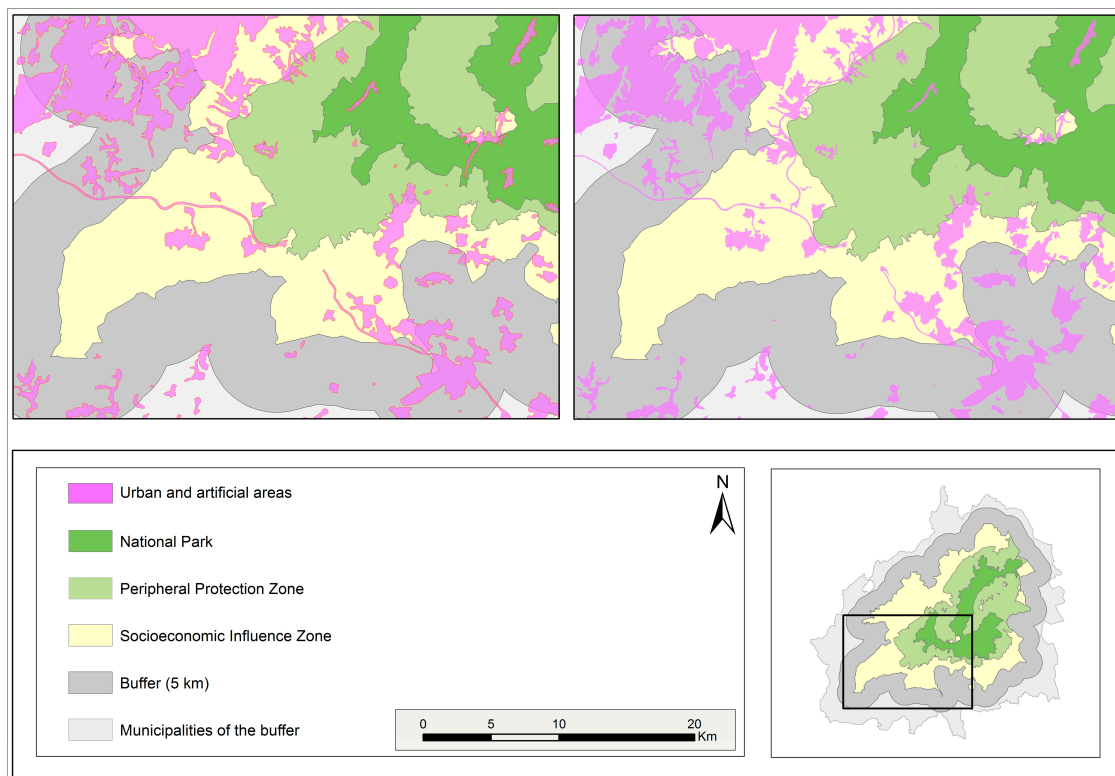 Urban and artificial areas
National Park
Peripheral Protection Zone
Socioeconomic Influence Zone
Buffer (5 km)
Municipalities of the buffer
N
0 5 10 20
Km